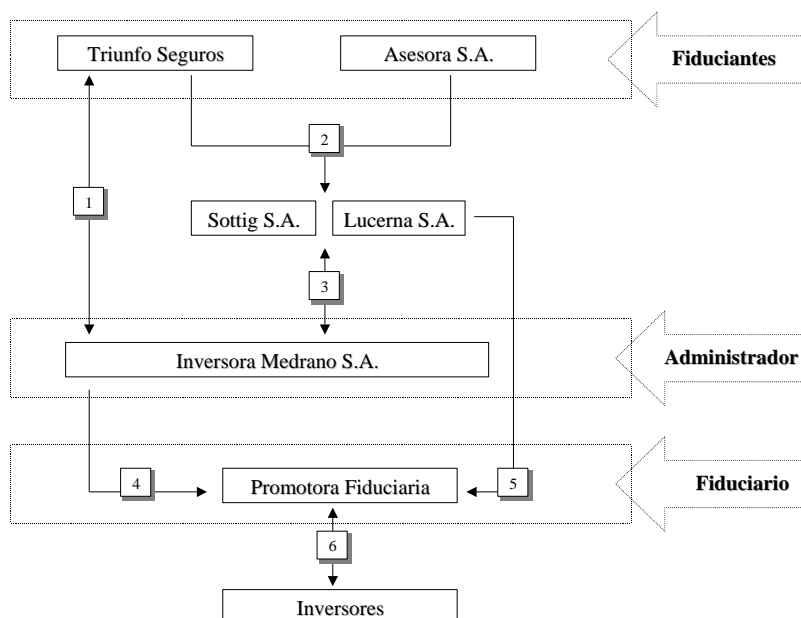 Triunfo Seguros
Asesora S.A.
Fiduciantes
2
1
Sottig S.A.
Lucerna S.A.
3
Inversora Medrano S.A.
Administrador
4
Promotora Fiduciaria
5
Fiduciario
6
Inversores